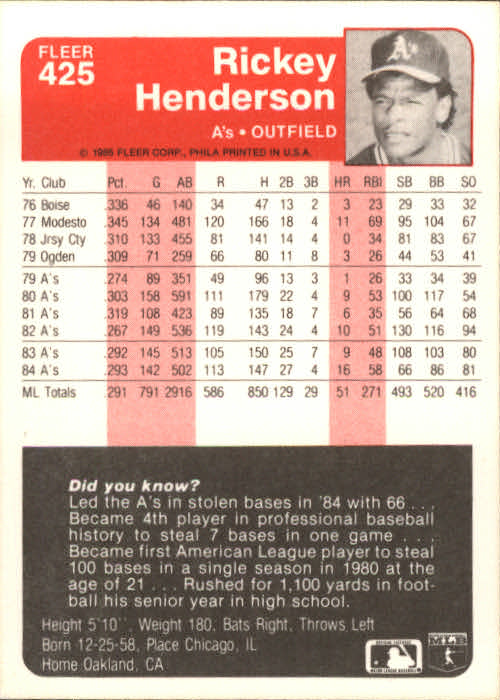 FLEER
425
Rickey
Henderson
A's • OUTFIELD
© 1985 FLEER CORP., PHILA PRINTED IN U.S.A.
Yr. Club Pct. G AB R H 2B 3B HR RBI SB BB SO
76 Boise .336 46 140 34 47 13 2 3 23 29 33 32
77 Modesto .345 134 481 120 166 18 4 11 69 95 104 67
78 Jrsy Cty .310 133 455 81 141 14 4 0 34 81 83 67
79 Ogden .309 71 259 66 80 11 8 3 26 44 53 41
79 A's .274 89 351 49 96 13 3 1 26 33 34 39
80 A's .303 158 591 111 179 22 4 9 53 100 117 54
81 A's .319 108 423 89 135 18 7 6 35 56 64 68
82 A's .267 149 536 119 143 24 4 10 51 130 116 94
83 A's .292 145 513 105 150 25 7 9 48 108 103 80
84 A's .293 142 502 113 147 27 4 16 58 66 86 81
ML Totals .291 791 2916 586 850 129 29 51 271 493 520 416
Did you know?
Led the A's in stolen bases in '84 with 66 . . .
Became 4th player in professional baseball
history to steal 7 bases in one game . . .
Became first American League player to steal
100 bases in a single season in 1980 at the
age of 21 . . . Rushed for 1,100 yards in foot-
ball his senior year in high school.
Height 5'10'', Weight 180, Bats Right, Throws Left
Born 12-25-58, Place Chicago, IL
Home Oakland, CA
MAJOR LEAGUE BASEBALL